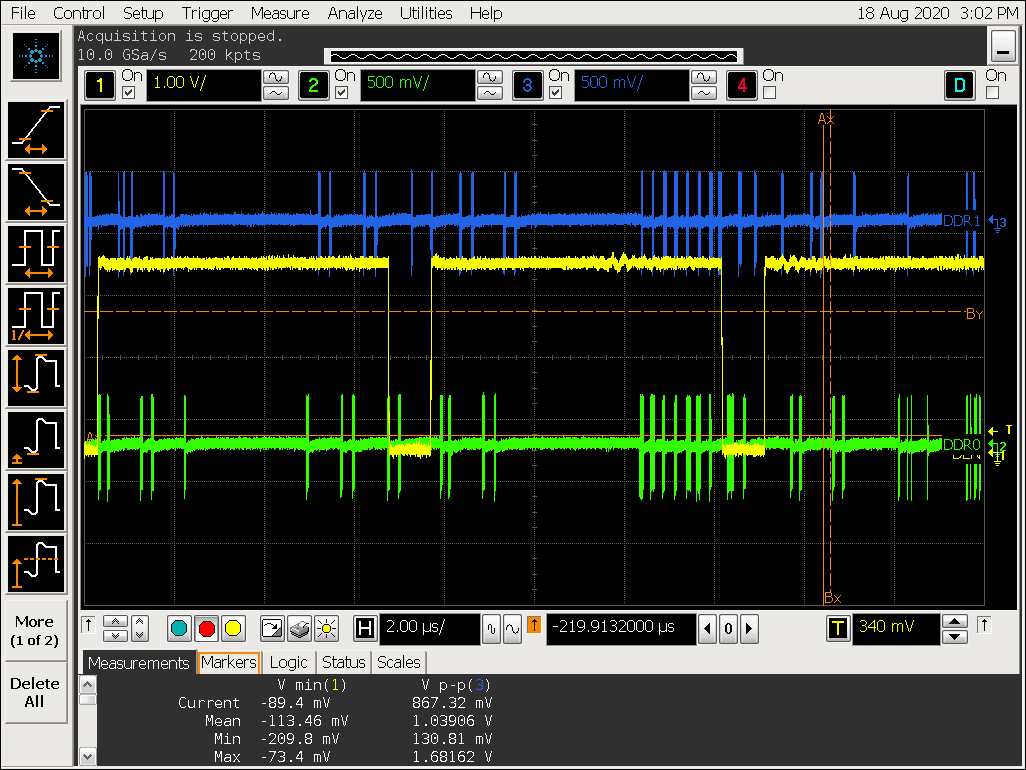 File Control Setup Trigger Measure Analyze Utilities Help 18 Aug 2020 3:02 PM
Acquisition is stopped.
10.0 GSa/s 200 kpts
1 On 1.00 V/ 2 On 500 mV/ 3 On 500 mV/ 4 On D On
Ax
DDR1 3
By
T
DDR0 2
Bx
1/
More
(1 of 2)
Delete
All
H 2.00 µs/ -219.9132000 µs 0 T 340 mV
Measurements Markers Logic Status Scales
V min(1) V p-p(3)
Current -89.4 mV 867.32 mV
Mean -113.46 mV 1.03906 V
Min -209.8 mV 130.81 mV
Max -73.4 mV 1.68162 V